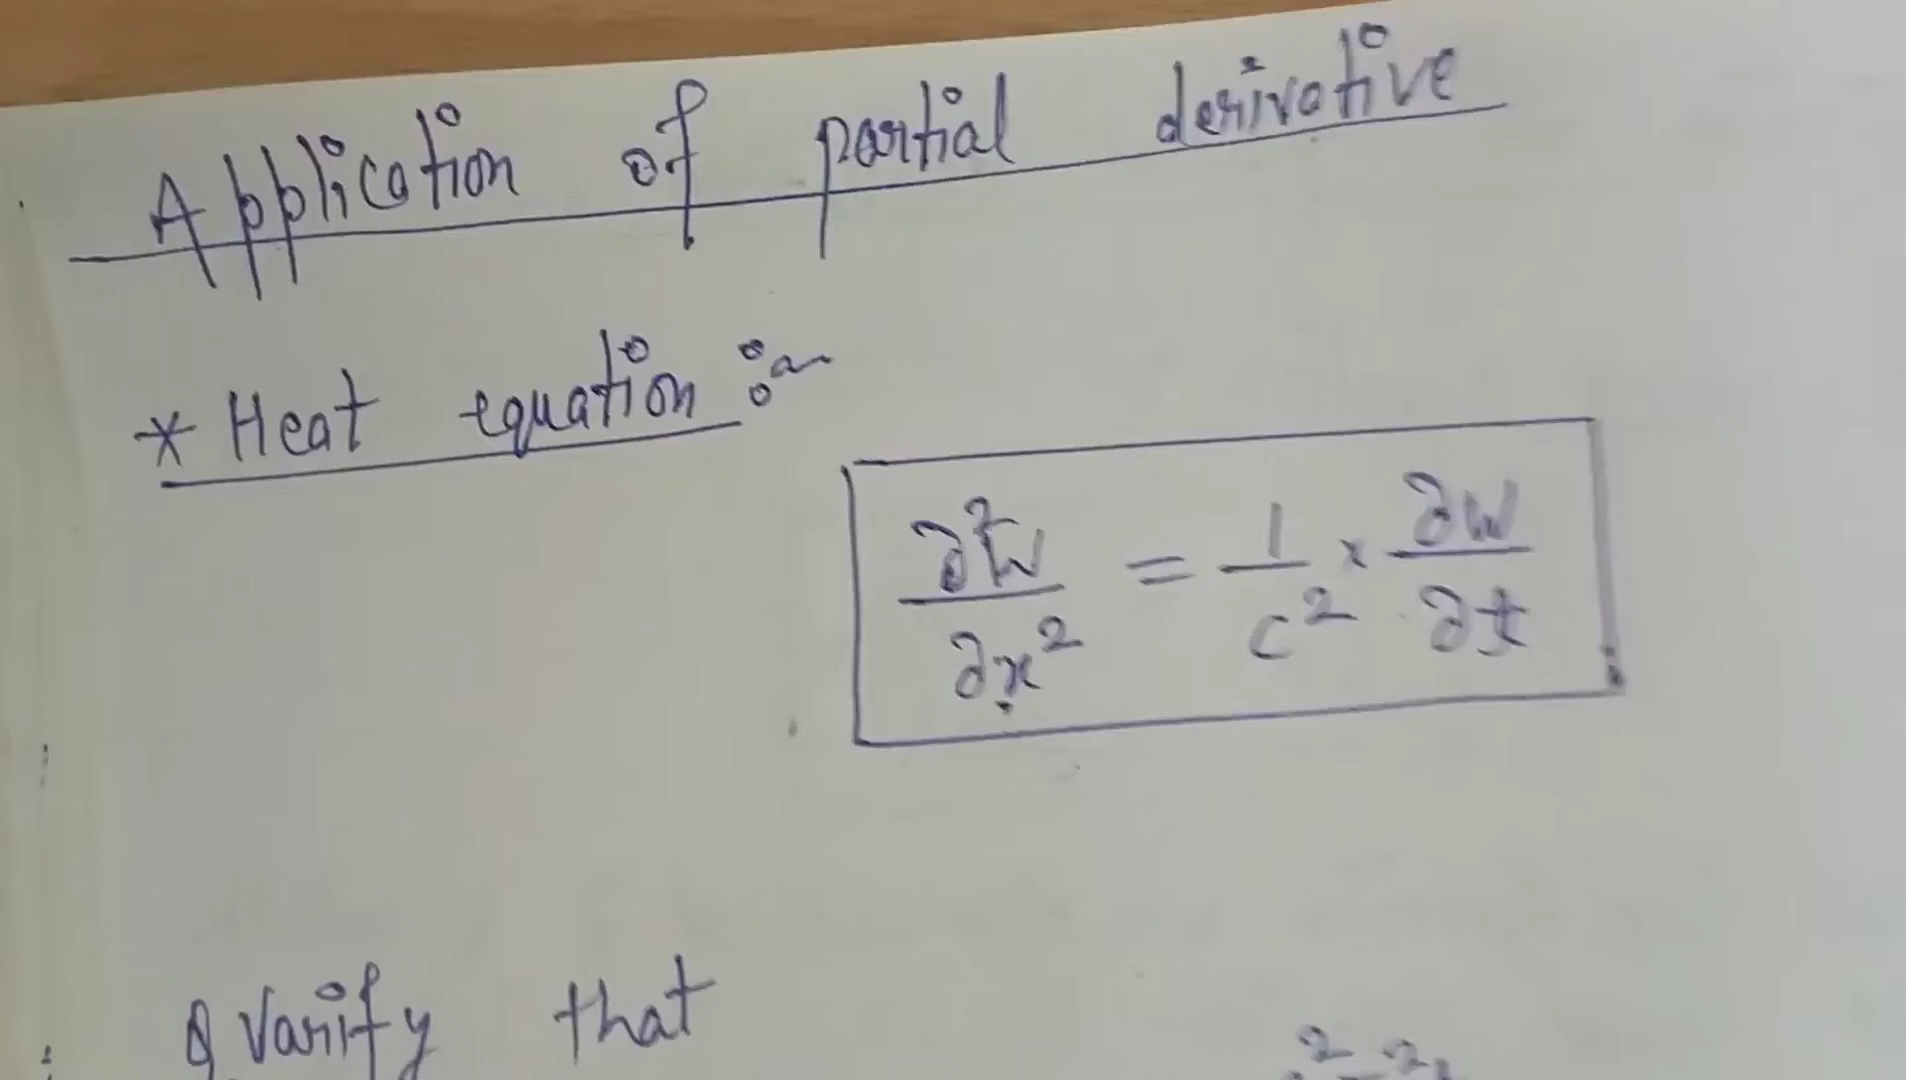 Application of partial derivative
* Heat equation :-
∂²w/∂x² = 1/c² × ∂w/∂t
Q Varify that